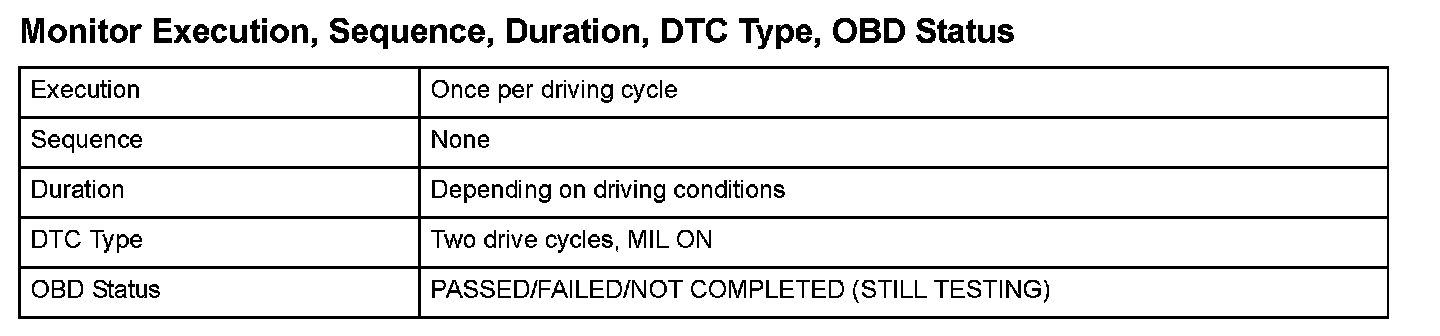 Monitor Execution, Sequence, Duration, DTC Type, OBD Status
Execution Once per driving cycle
Sequence None
Duration Depending on driving conditions
DTC Type Two drive cycles, MIL ON
OBD Status PASSED/FAILED/NOT COMPLETED (STILL TESTING)